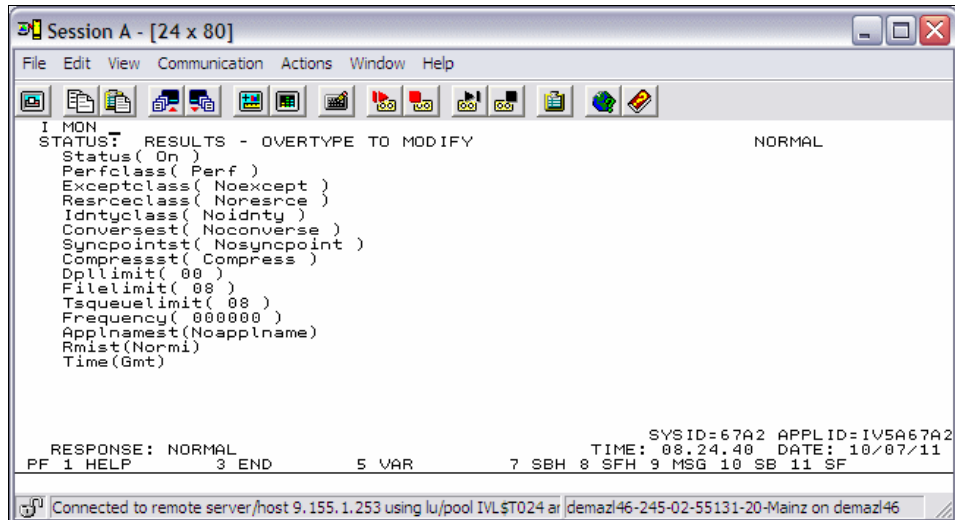 Session A - [24 x 80]
File Edit View Communication Actions Window Help
I MON _
STATUS: RESULTS - OVERTYPE TO MODIFY NORMAL
Status( On )
Perfclass( Perf )
Exceptclass( Noexcept )
Resrceclass( Noresrce )
Idntyclass( Noidnty )
Conversest( Noconverse )
Syncpointst( Nosyncpoint )
Compressst( Compress )
Dpllimit( 00 )
Filelimit( 08 )
Tsqueuelimit( 08 )
Frequency( 000000 )
Applnamest(Noapplname)
Rmist(Normi)
Time(Gmt)
SYSID=67A2 APPLID=IV5A67A2
RESPONSE: NORMAL TIME: 08.24.40 DATE: 10/07/11
PF 1 HELP 3 END 5 VAR 7 SBH 8 SFH 9 MSG 10 SB 11 SF
Connected to remote server/host 9.155.1.253 using lu/pool IVL$T024 ar demazl46-245-02-55131-20-Mainz on demazl46